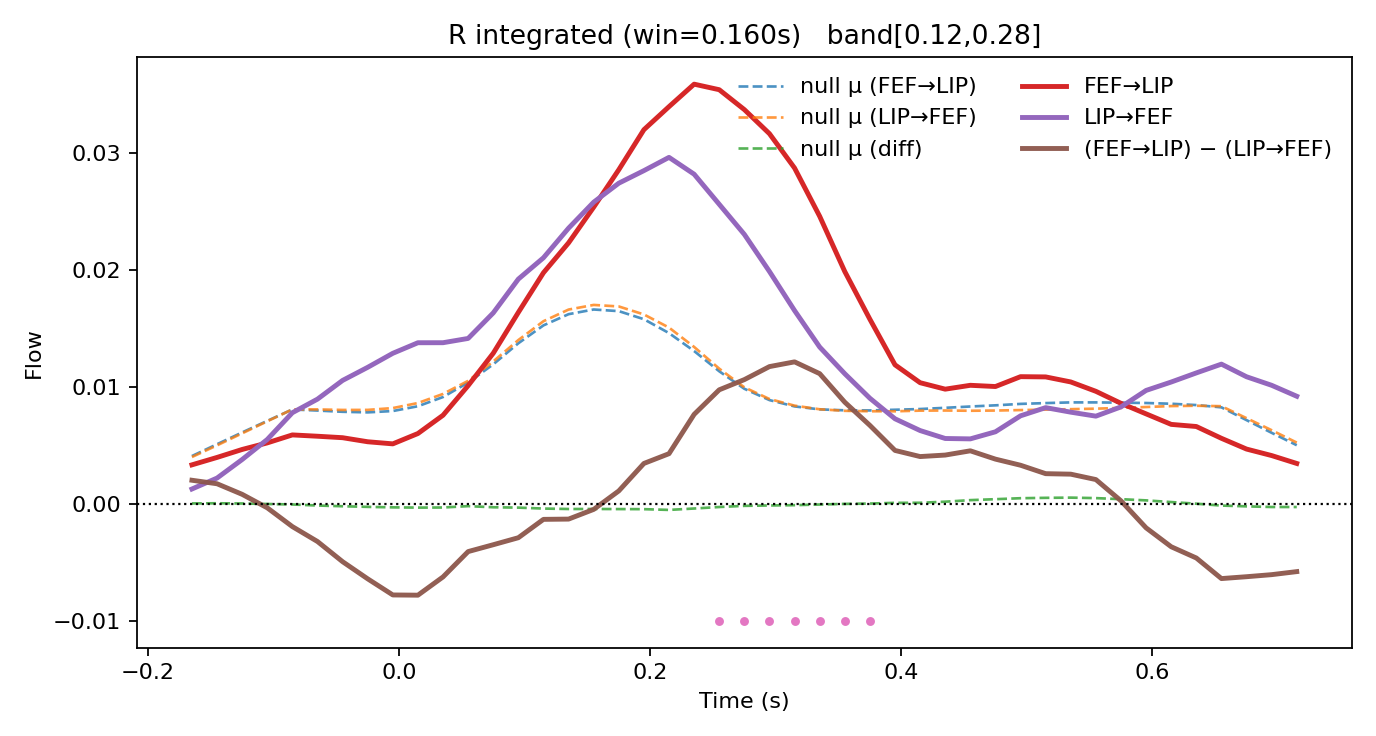 R integrated (win=0.160s)   band[0.12,0.28]
null μ (FEF→LIP)
null μ (LIP→FEF)
null μ (diff)
FEF→LIP
LIP→FEF
(FEF→LIP) − (LIP→FEF)
Flow
0.03
0.02
0.01
0.00
−0.01
−0.2
0.0
0.2
0.4
0.6
Time (s)